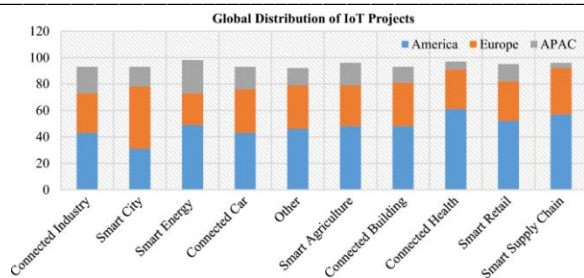 Global Distribution of IoT Projects
America Europe APAC
120
100
80
60
40
20
0
Connected Industry
Smart City
Smart Energy
Connected Car
Other
Smart Agriculture
Connected Building
Connected Health
Smart Retail
Smart Supply Chain